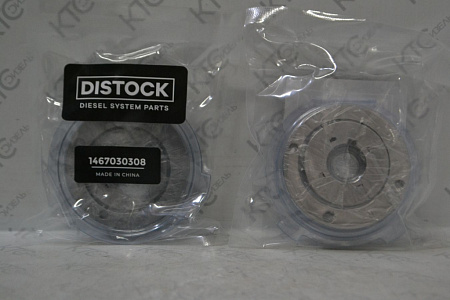 DISTOCK
DIESEL SYSTEM PARTS
1467030308
MADE IN CHINA